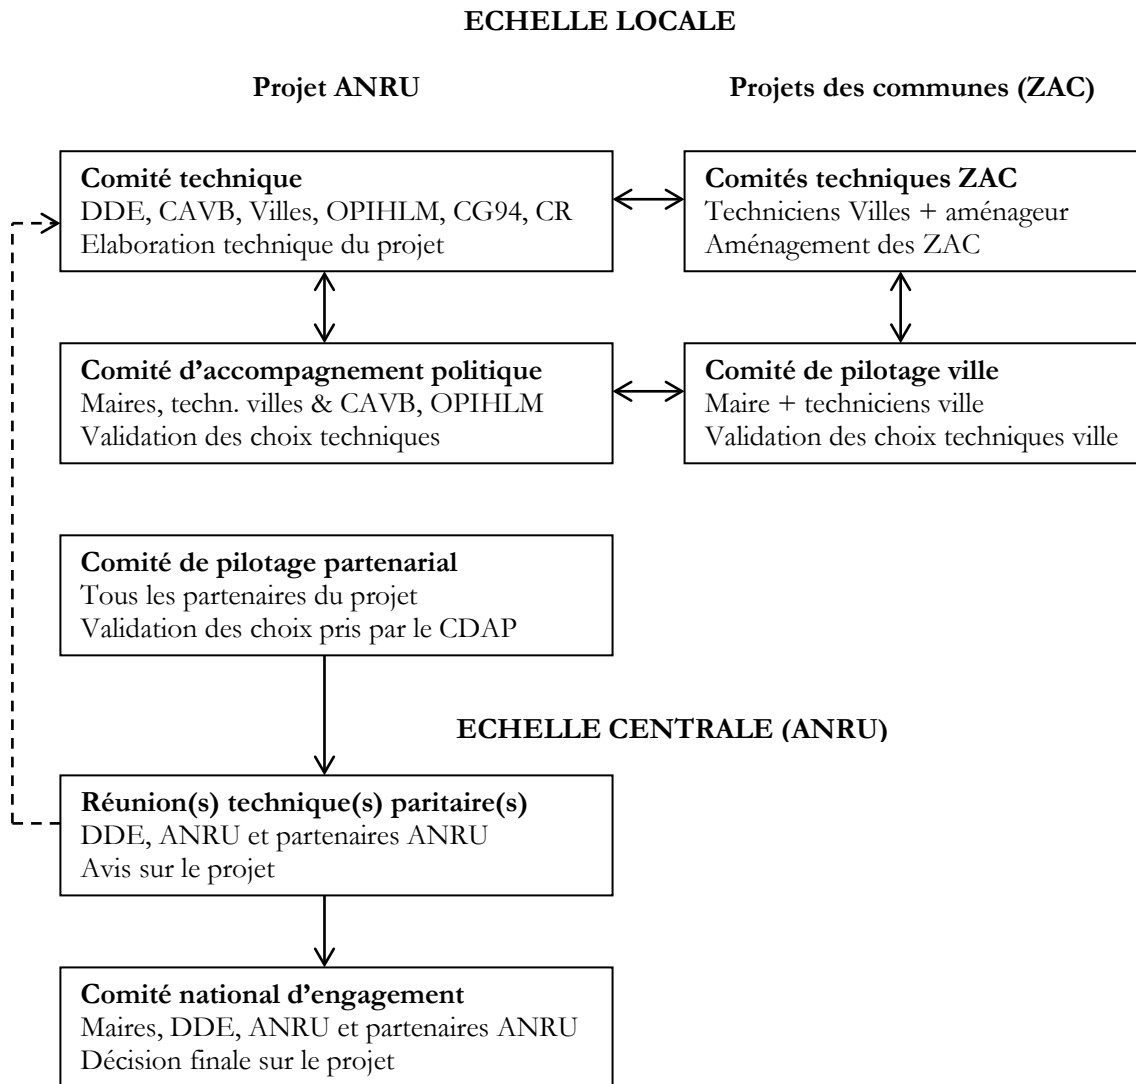 ECHELLE LOCALE
Projet ANRU
Projets des communes (ZAC)
Comité technique
DDE, CAVB, Villes, OPIHLM, CG94, CR
Elaboration technique du projet
Comités techniques ZAC
Techniciens Villes + aménageur
Aménagement des ZAC
Comité d'accompagnement politique
Maires, techn. villes & CAVB, OPIHLM
Validation des choix techniques
Comité de pilotage ville
Maire + techniciens ville
Validation des choix techniques ville
Comité de pilotage partenarial
Tous les partenaires du projet
Validation des choix pris par le CDAP
ECHELLE CENTRALE (ANRU)
Réunion(s) technique(s) paritaire(s)
DDE, ANRU et partenaires ANRU
Avis sur le projet
Comité national d'engagement
Maires, DDE, ANRU et partenaires ANRU
Décision finale sur le projet